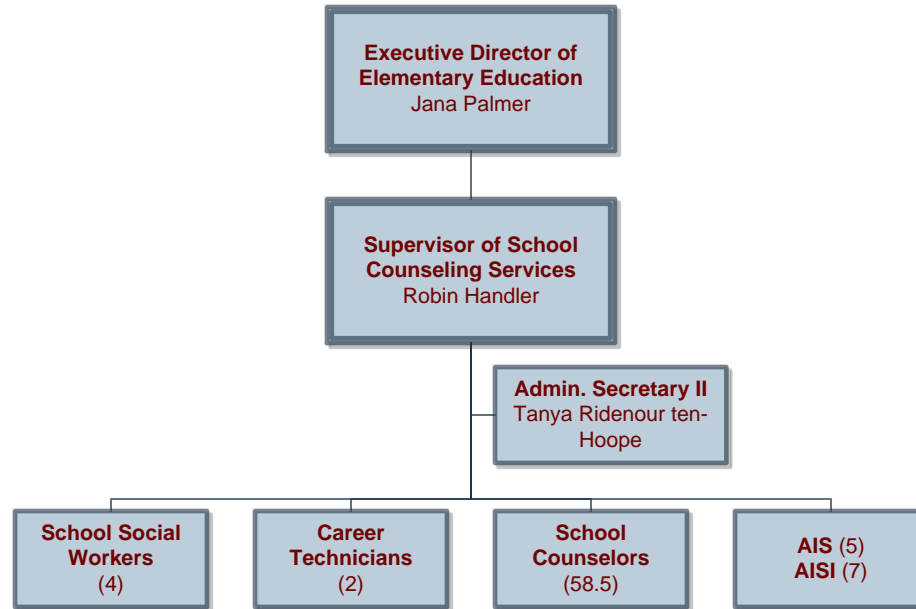 Executive Director of
Elementary Education
Jana Palmer
Supervisor of School
Counseling Services
Robin Handler
Admin. Secretary II
Tanya Ridenour ten-
Hoope
School Social
Workers
(4)
Career
Technicians
(2)
School
Counselors
(58.5)
AIS (5)
AISI (7)